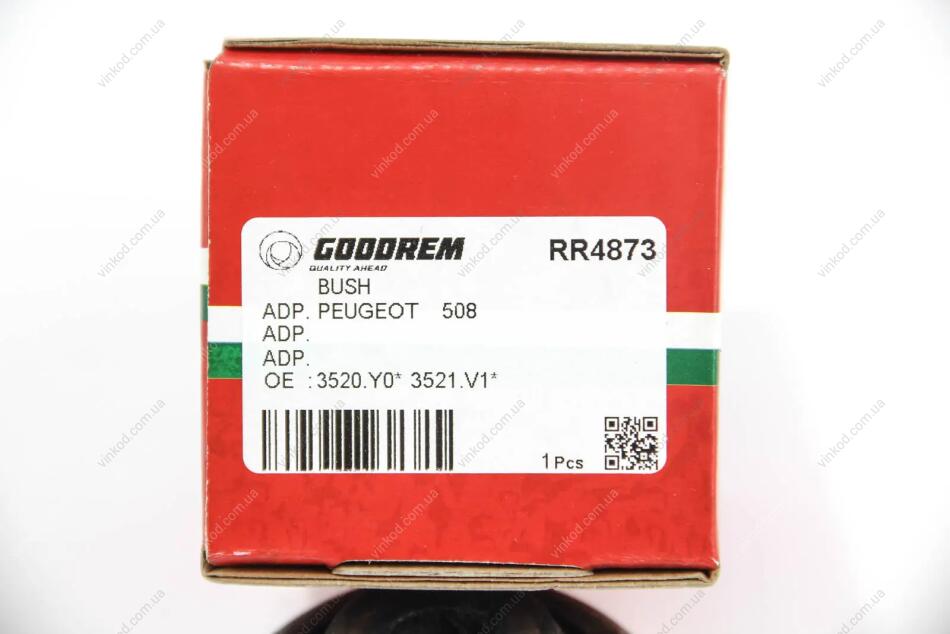 GOODREM
QUALITY AHEAD
RR4873
BUSH
ADP. PEUGEOT 508
ADP.
ADP.
OE : 3520.Y0* 3521.V1*
1 Pcs
vinkod.com.ua